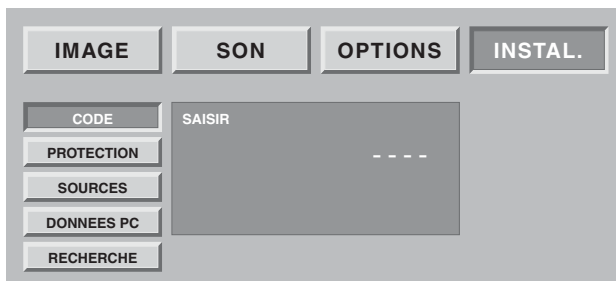 IMAGE SON OPTIONS INSTAL.
CODE SAISIR
PROTECTION - - - -
SOURCES
DONNEES PC
RECHERCHE